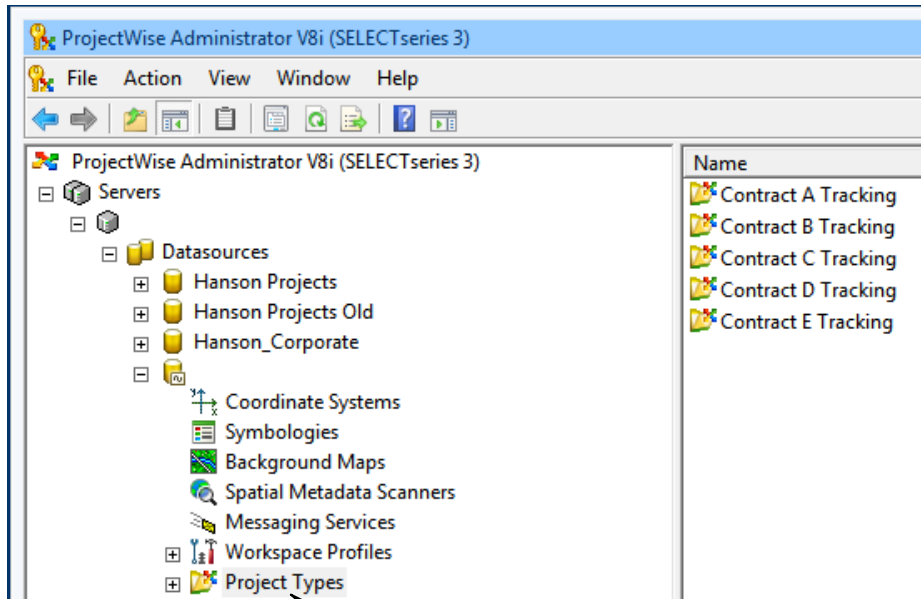 ProjectWise Administrator V8i (SELECTseries 3)
File Action View Window Help
ProjectWise Administrator V8i (SELECTseries 3)
Servers
Datasources
Hanson Projects
Hanson Projects Old
Hanson_Corporate
Coordinate Systems
Symbologies
Background Maps
Spatial Metadata Scanners
Messaging Services
Workspace Profiles
Project Types
Name
Contract A Tracking
Contract B Tracking
Contract C Tracking
Contract D Tracking
Contract E Tracking